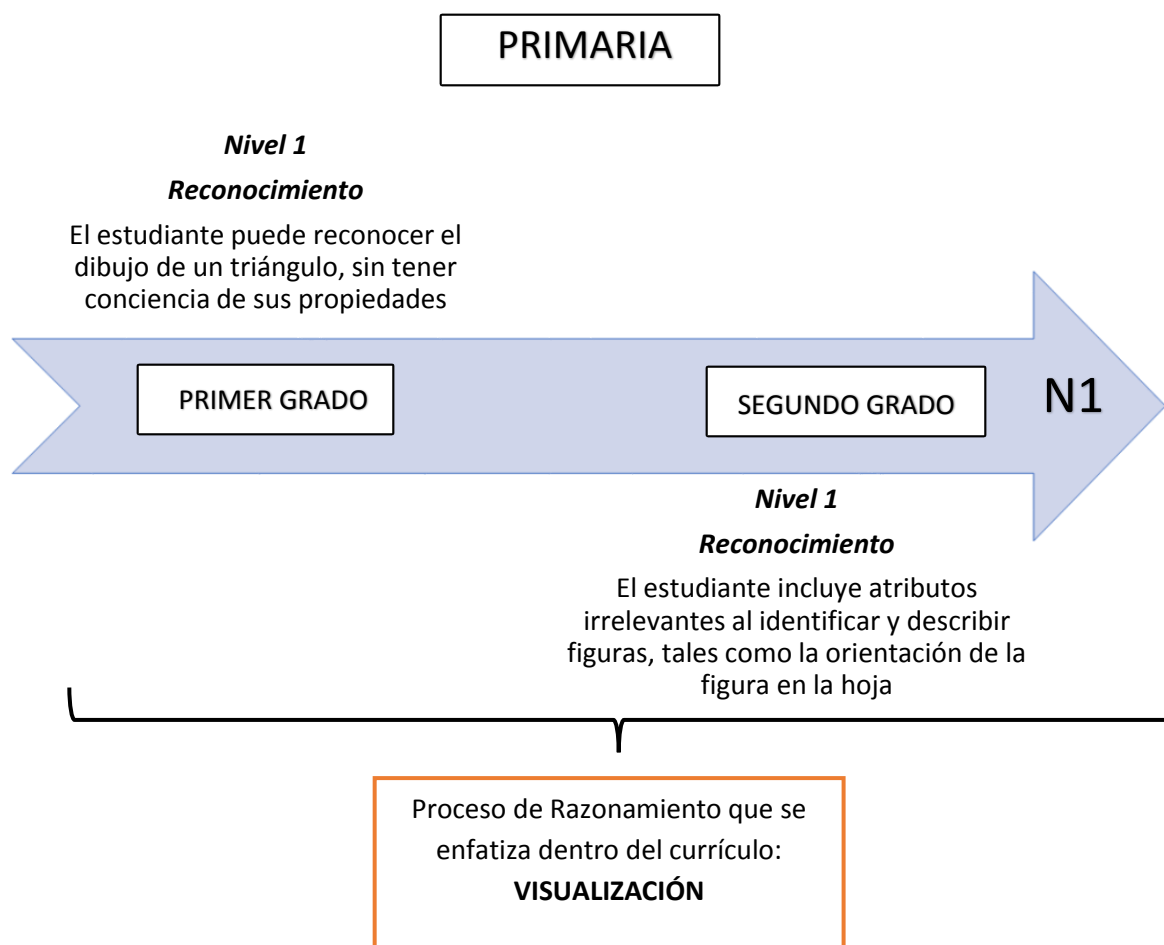 PRIMARIA
Nivel 1
Reconocimiento
El estudiante puede reconocer el
dibujo de un triángulo, sin tener
conciencia de sus propiedades
PRIMER GRADO
SEGUNDO GRADO
N1
Nivel 1
Reconocimiento
El estudiante incluye atributos
irrelevantes al identificar y describir
figuras, tales como la orientación de la
figura en la hoja
Proceso de Razonamiento que se
enfatiza dentro del currículo:
VISUALIZACIÓN